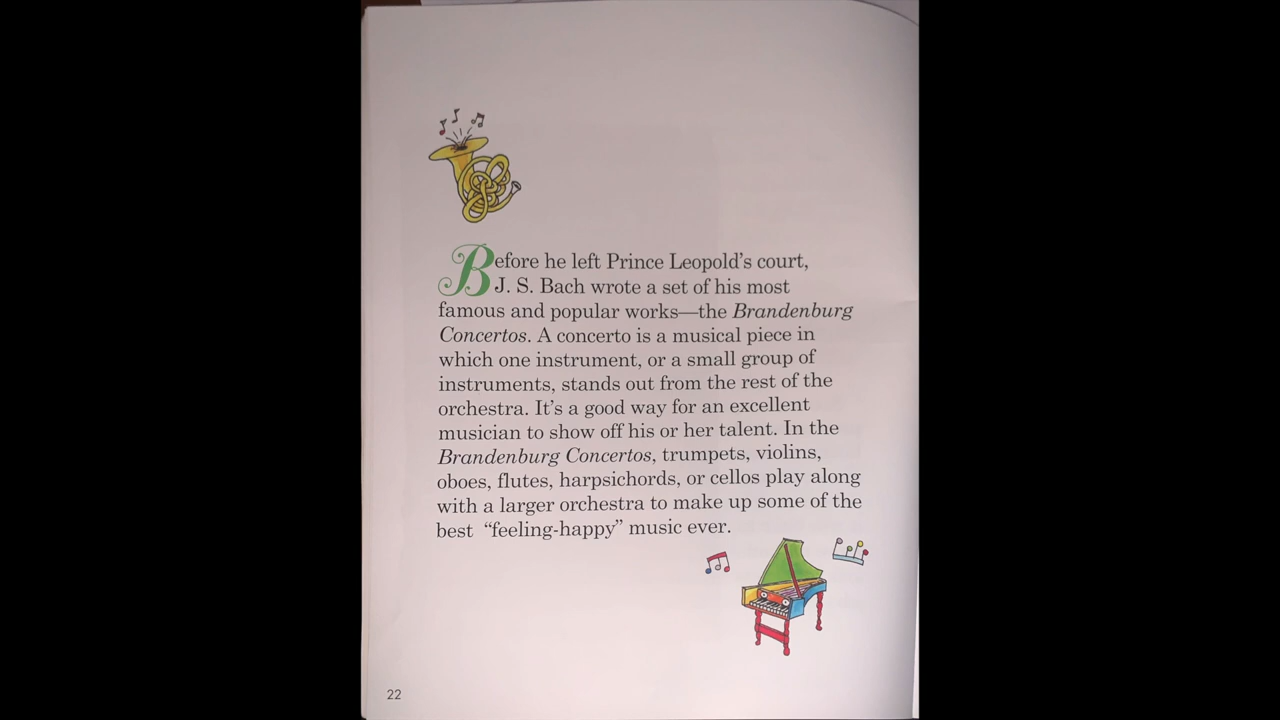 Before he left Prince Leopold's court,
J. S. Bach wrote a set of his most
famous and popular works—the Brandenburg
Concertos. A concerto is a musical piece in
which one instrument, or a small group of
instruments, stands out from the rest of the
orchestra. It's a good way for an excellent
musician to show off his or her talent. In the
Brandenburg Concertos, trumpets, violins,
oboes, flutes, harpsichords, or cellos play along
with a larger orchestra to make up some of the
best “feeling-happy” music ever.
22